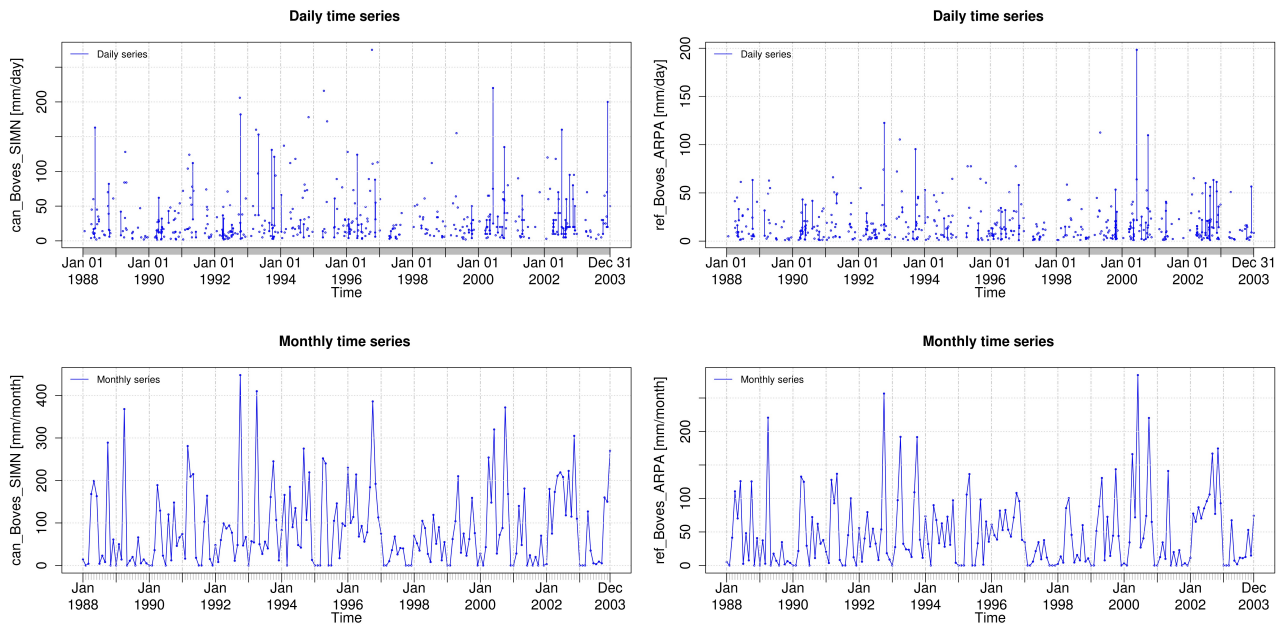 Daily time series
can_Boves_SIMN [mm/day]
200
100
50
0
Daily series
Jan 01 Jan 01 Jan 01 Jan 01 Jan 01 Jan 01 Jan 01 Jan 01 Dec 31
1988 1990 1992 1994 1996 1998 2000 2002 2003
Time
Daily time series
ref_Boves_ARPA [mm/day]
200
150
100
50
0
Daily series
Jan 01 Jan 01 Jan 01 Jan 01 Jan 01 Jan 01 Jan 01 Jan 01 Dec 31
1988 1990 1992 1994 1996 1998 2000 2002 2003
Time
Monthly time series
can_Boves_SIMN [mm/month]
400
300
200
100
0
Monthly series
Jan Jan Jan Jan Jan Jan Jan Jan Dec
1988 1990 1992 1994 1996 1998 2000 2002 2003
Time
Monthly time series
ref_Boves_ARPA [mm/month]
200
100
50
0
Monthly series
Jan Jan Jan Jan Jan Jan Jan Jan Dec
1988 1990 1992 1994 1996 1998 2000 2002 2003
Time